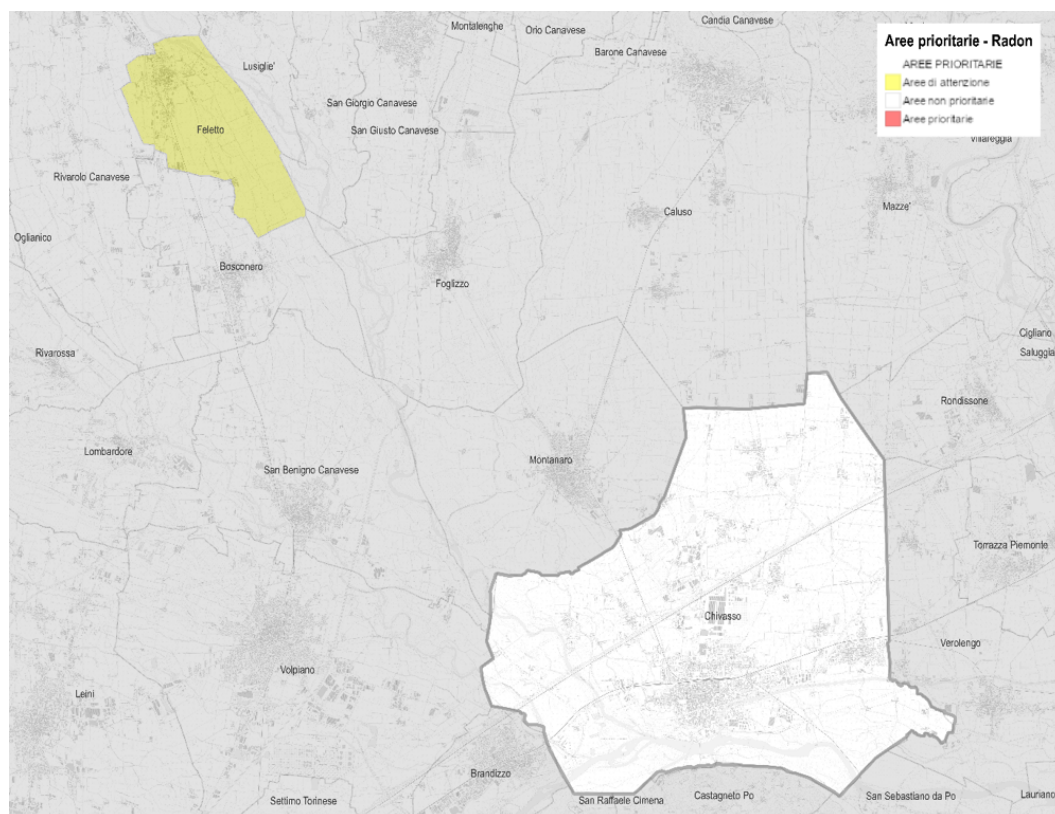 Montalenghe
Orio Canavese
Candia Canavese
Barone Canavese
Aree prioritarie - Radon
AREE PRIORITARIE
Aree di attenzione
Aree non prioritarie
Aree prioritarie
Lusiglie'
San Giorgio Canavese
San Giusto Canavese
Feletto
Villareggia
Rivarolo Canavese
Caluso
Mazze'
Oglianico
Bosconero
Foglizzo
Cigliano
Rivarossa
Saluggia
Rondissone
Lombardore
Montanaro
San Benigno Canavese
Torrazza Piemonte
Chivasso
Verolengo
Volpiano
Leini
Brandizzo
Settimo Torinese
San Raffaele Cimena
Castagneto Po
San Sebastiano da Po
Lauriano